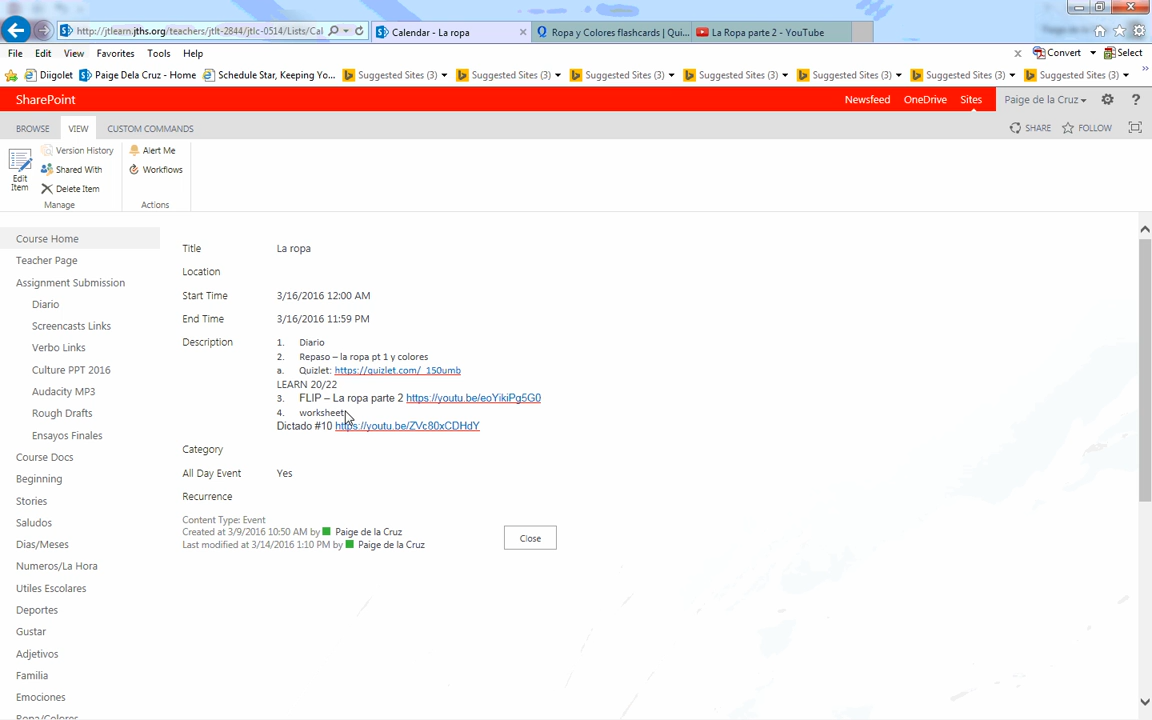 http://jtlearn.jths.org/teachers/jtlt-2844/jtlc-0514/Lists/Cal
Calendar - La ropa
Ropa y Colores flashcards | Qui...
La Ropa parte 2 - YouTube
File Edit View Favorites Tools Help
Convert Select
Diigolet Paige Dela Cruz - Home Schedule Star, Keeping Yo... Suggested Sites (3) Suggested Sites (3) Suggested Sites (3) Suggested Sites (3) Suggested Sites (3) Suggested Sites (3) Suggested Sites (3)
SharePoint Newsfeed OneDrive Sites Paige de la Cruz ?
BROWSE VIEW CUSTOM COMMANDS SHARE FOLLOW
Edit Item
Version History
Shared With
Delete Item
Manage
Alert Me
Workflows
Actions
Course Home
Teacher Page
Assignment Submission
Diario
Screencasts Links
Verbo Links
Culture PPT 2016
Audacity MP3
Rough Drafts
Ensayos Finales
Course Docs
Beginning
Stories
Saludos
Dias/Meses
Numeros/La Hora
Utiles Escolares
Deportes
Gustar
Adjetivos
Familia
Emociones
Ropa/Colores
Title La ropa
Location
Start Time 3/16/2016 12:00 AM
End Time 3/16/2016 11:59 PM
Description 1. Diario
2. Repaso – la ropa pt 1 y colores
a. Quizlet: https://quizlet.com/_150umb
LEARN 20/22
3. FLIP – La ropa parte 2 https://youtu.be/eoYikiPg5G0
4. worksheet
Dictado #10 https://youtu.be/ZVc80xCDHdY
Category
All Day Event Yes
Recurrence
Content Type: Event
Created at 3/9/2016 10:50 AM by Paige de la Cruz
Last modified at 3/14/2016 1:10 PM by Paige de la Cruz
Close